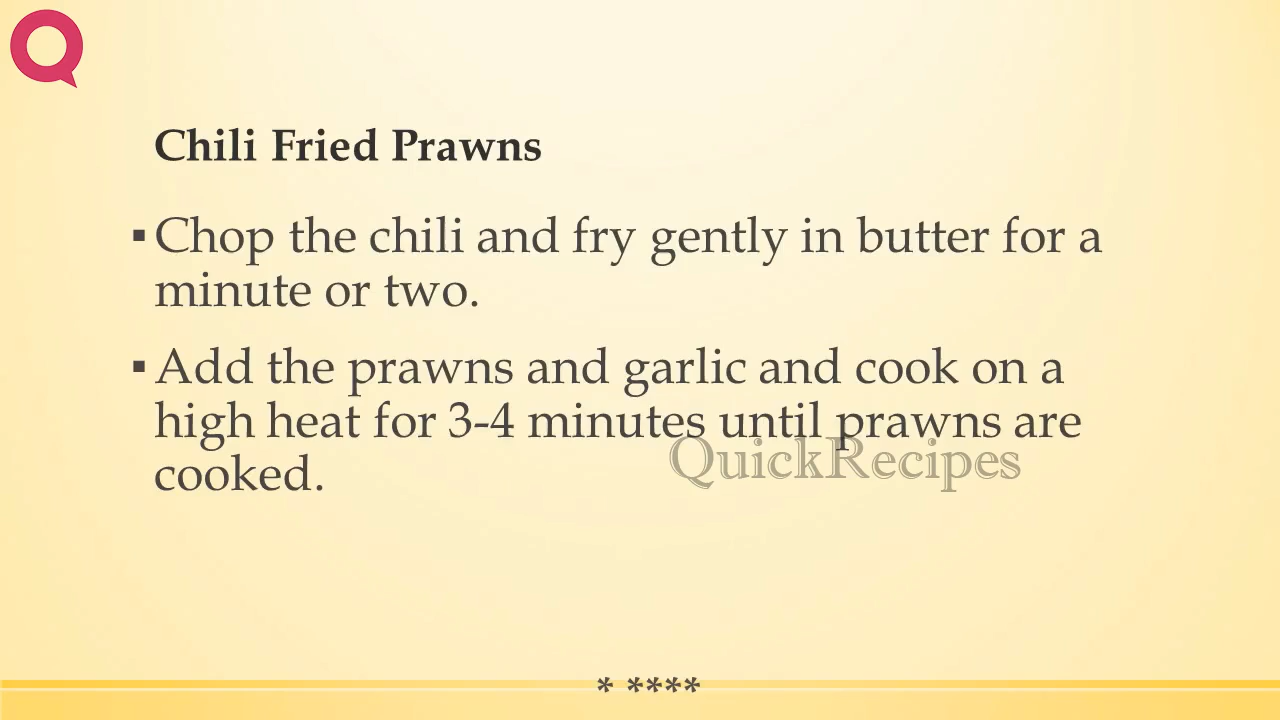 Chili Fried Prawns
▪Chop the chili and fry gently in butter for a
minute or two.
▪Add the prawns and garlic and cook on a
high heat for 3-4 minutes until prawns are
cooked.
QuickRecipes
* ****